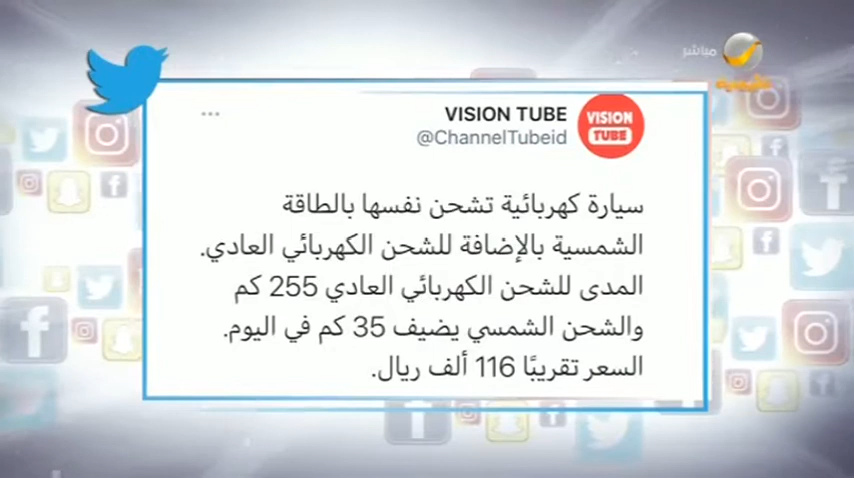 مباشر
VISION TUBE
@ChannelTubeid
VISION
TUBE
سيارة كهربائية تشحن نفسها بالطاقة
الشمسية بالإضافة للشحن الكهربائي العادي.
المدى للشحن الكهربائي العادي 255 كم
والشحن الشمسي يضيف 35 كم في اليوم.
السعر تقريبًا 116 ألف ريال.